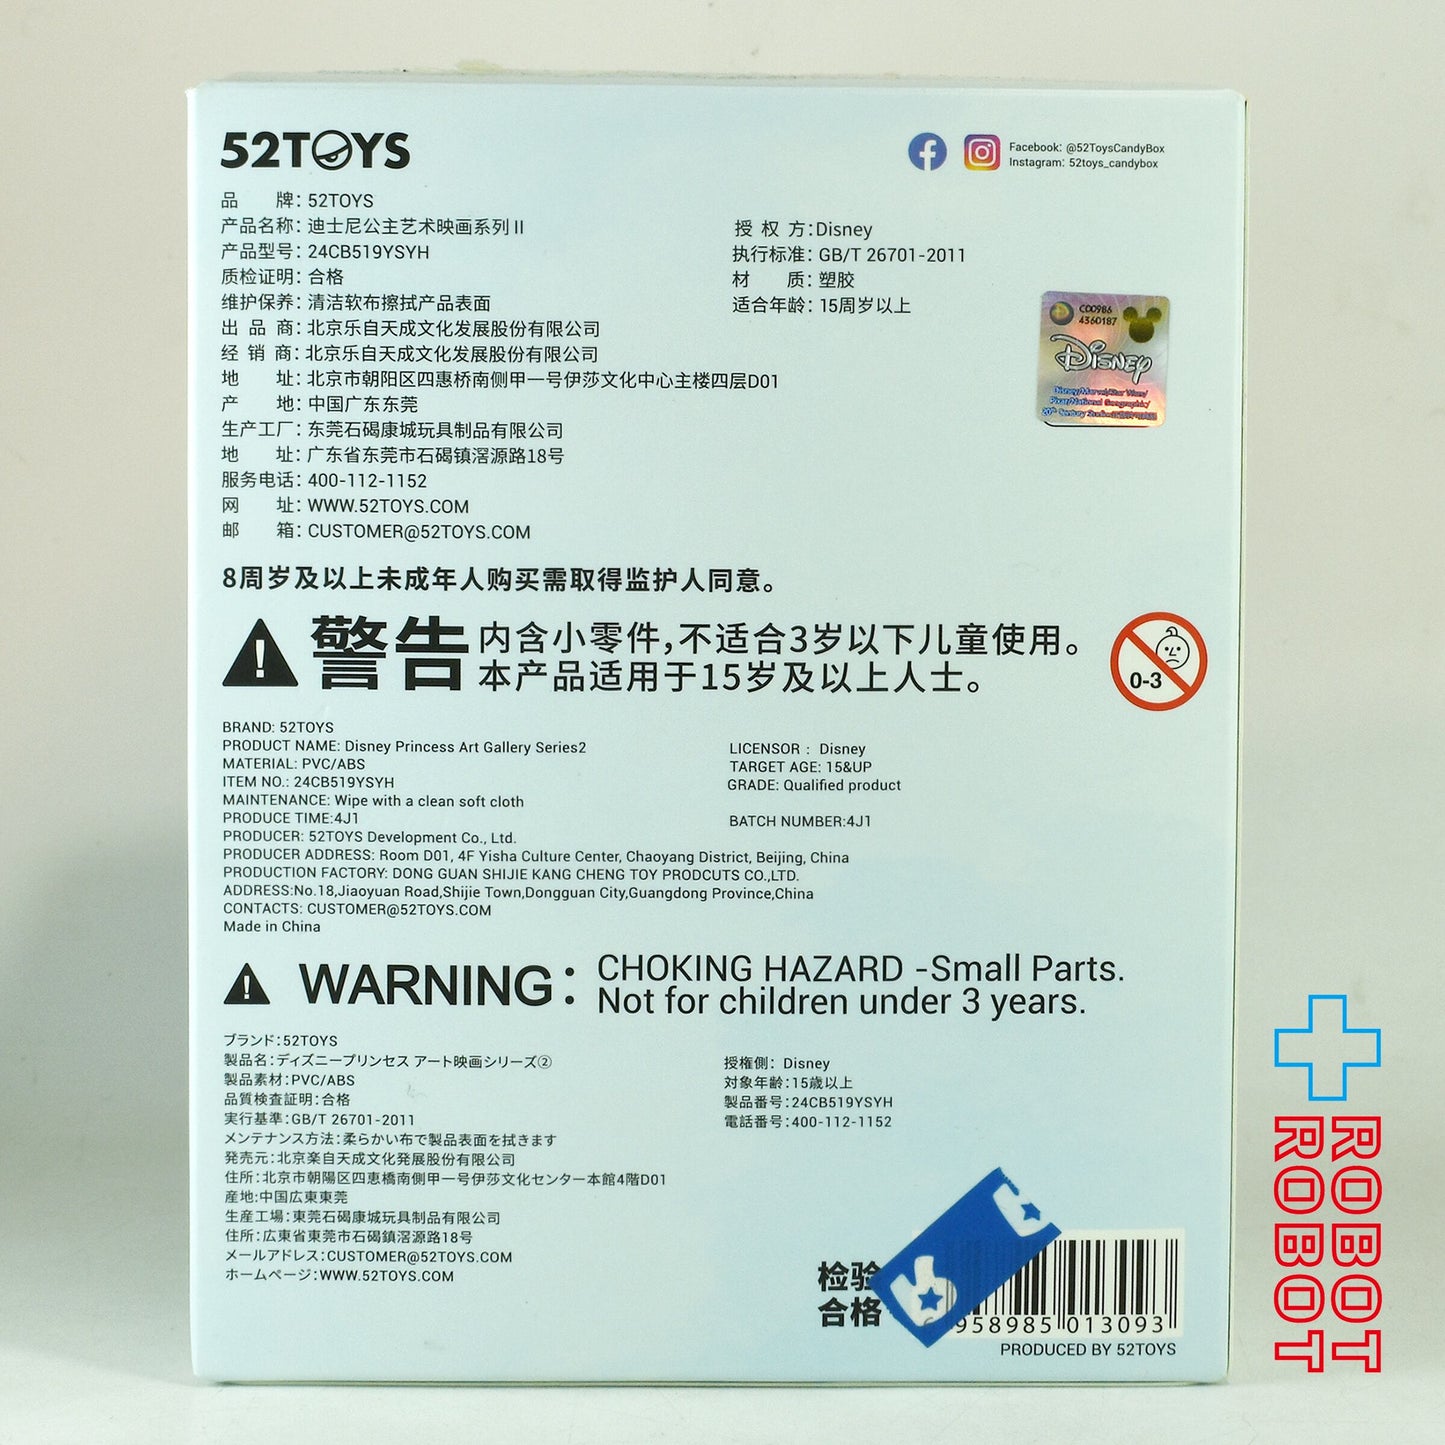 52TOYS
Facebook: @52ToysCandyBox
Instagram: 52toys_candybox
品 牌：52TOYS
产品名称：迪士尼公主艺术映画系列Ⅱ
产品型号：24CB519YSYH
质检证明：合格
维护保养：清洁软布擦拭产品表面
出 品 商：北京乐自天成文化发展股份有限公司
经 销 商：北京乐自天成文化发展股份有限公司
地 址：北京市朝阳区四惠桥南侧甲一号伊莎文化中心主楼四层D01
产 地：中国广东东莞
生产工厂：东莞石碣康城玩具制品有限公司
地 址：广东省东莞市石碣镇滘源路18号
服务电话：400-112-1152
网 址：WWW.52TOYS.COM
邮 箱：CUSTOMER@52TOYS.COM
授 权 方：Disney
执行标准：GB/T 26701-2011
材 质：塑胶
适合年龄：15周岁以上
CD0986
4360187
Disney
Disney/Marvel/Star Wars/
Pixar/National Geographic/
20th Century Studios
8周岁及以上未成年人购买需取得监护人同意。
警告 内含小零件,不适合3岁以下儿童使用。
本产品适用于15岁及以上人士。
0-3
BRAND: 52TOYS
PRODUCT NAME: Disney Princess Art Gallery Series2
MATERIAL: PVC/ABS
ITEM NO.: 24CB519YSYH
MAINTENANCE: Wipe with a clean soft cloth
PRODUCE TIME:4J1
PRODUCER: 52TOYS Development Co., Ltd.
PRODUCER ADDRESS: Room D01, 4F Yisha Culture Center, Chaoyang District, Beijing, China
PRODUCTION FACTORY: DONG GUAN SHIJIE KANG CHENG TOY PRODCUTS CO.,LTD.
ADDRESS:No.18,Jiaoyuan Road,Shijie Town,Dongguan City,Guangdong Province,China
CONTACTS: CUSTOMER@52TOYS.COM
Made in China
LICENSOR : Disney
TARGET AGE: 15&UP
GRADE: Qualified product
BATCH NUMBER:4J1
WARNING: CHOKING HAZARD -Small Parts.
Not for children under 3 years.
ブランド:52TOYS
製品名:ディズニープリンセス アート映画シリーズ②
製品素材:PVC/ABS
品質検査証明:合格
実行基準:GB/T 26701-2011
メンテナンス方法:柔らかい布で製品表面を拭きます
発売元:北京楽自天成文化発展股份有限公司
住所:北京市朝陽区四恵橋南側甲一号伊莎文化センター本館4階D01
産地:中国広東東莞
生産工場:東莞石碣康城玩具制品有限公司
住所:広東省東莞市石碣鎮滘源路18号
メールアドレス:CUSTOMER@52TOYS.COM
ホームページ:WWW.52TOYS.COM
授権側: Disney
対象年齢:15歳以上
製品番号:24CB519YSYH
電話番号:400-112-1152
检验
合格
6 958985 013093
PRODUCED BY 52TOYS
ROBOT
ROBOT